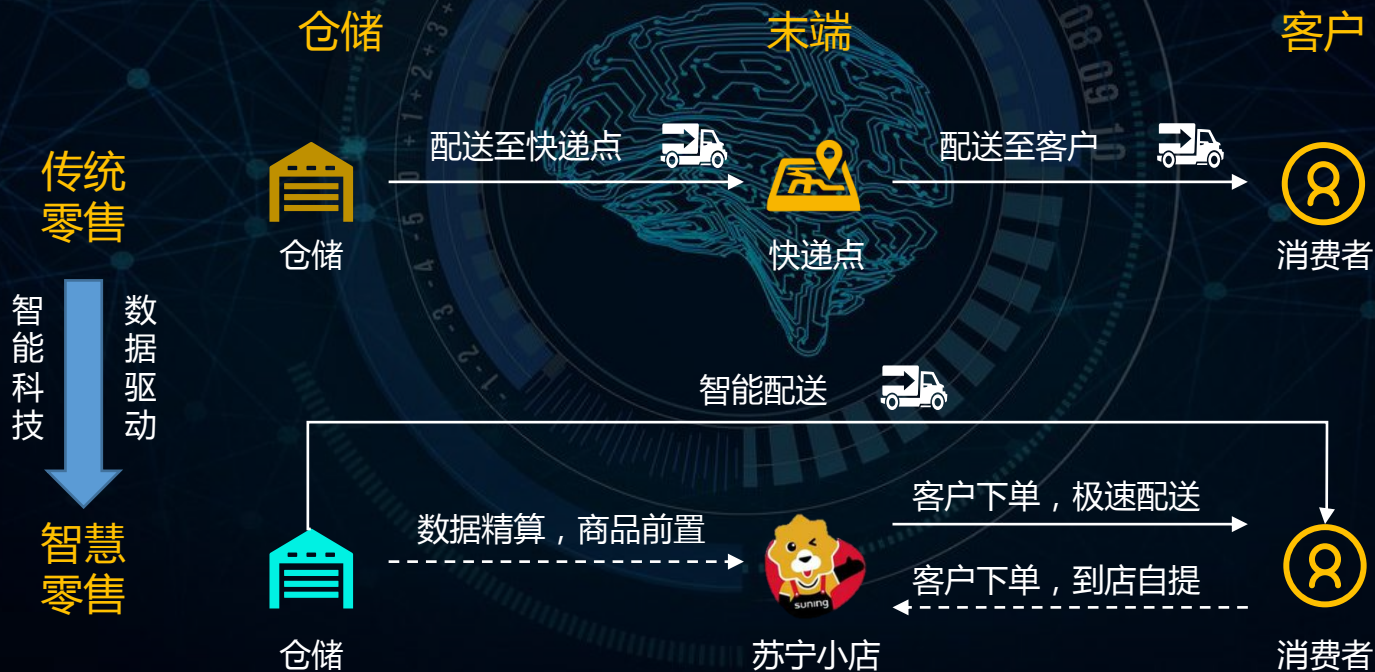 仓储
末端
客户
传统
零售
配送至快递点
配送至客户
仓储
快递点
消费者
智能科技
数据驱动
智能配送
智慧
零售
数据精算，商品前置
客户下单，极速配送
客户下单，到店自提
suning
仓储
苏宁小店
消费者